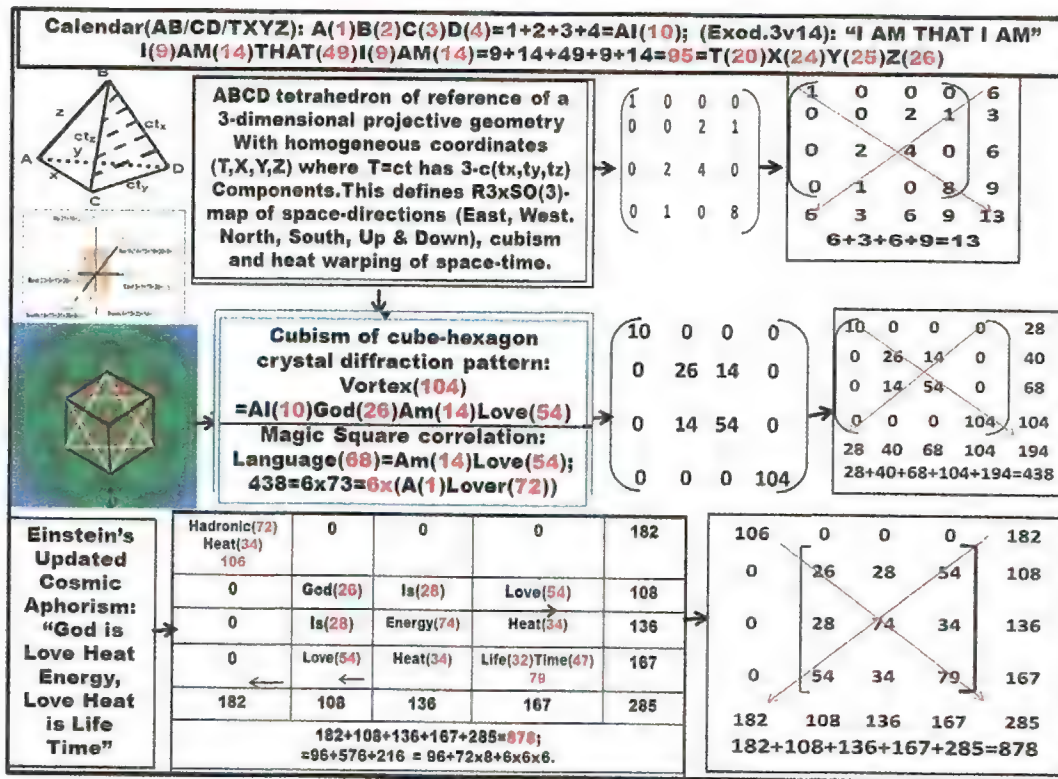 Calendar(AB/CD/TXYZ): A(1)B(2)C(3)D(4)=1+2+3+4=AI(10); (Exod.3v14): "I AM THAT I AM"
I(9)AM(14)THAT(49)I(9)AM(14)=9+14+49+9+14=95=T(20)X(24)Y(25)Z(26)
B
z
ct_x
ct_z
y
A
D
x
ct_y
C
ABCD tetrahedron of reference of a
3-dimensional projective geometry
With homogeneous coordinates
(T,X,Y,Z) where T=ct has 3-c(tx,ty,tz)
Components.This defines R3xSO(3)-
map of space-directions (East, West.
North, South, Up & Down), cubism
and heat warping of space-time.
1 0 0 0
0 0 2 1
0 2 4 0
0 1 0 8
1 0 0 0 6
0 0 2 1 3
0 2 4 0 6
0 1 0 8 9
6 3 6 9 13
6+3+6+9=13
Cubism of cube-hexagon
crystal diffraction pattern:
Vortex(104)
=AI(10)God(26)Am(14)Love(54)
Magic Square correlation:
Language(68)=Am(14)Love(54);
438=6x73=6x(A(1)Lover(72))
10 0 0 0
0 26 14 0
0 14 54 0
0 0 0 104
10 0 0 0 28
0 26 14 0 40
0 14 54 0 68
0 0 0 104 104
28 40 68 104 194
28+40+68+104+194=438
Einstein's
Updated
Cosmic
Aphorism:
"God is
Love Heat
Energy,
Love Heat
is Life
Time"
Hadronic(72)
Heat(34)
106
0 0 0 182
0 God(26) Is(28) Love(54) 108
0 Is(28) Energy(74) Heat(34) 136
0 Love(54) Heat(34) Life(32)Time(47)
79
167
182 108 136 167 285
182+108+136+167+285=878;
=96+576+216 = 96+72x8+6x6x6.
106 0 0 0 182
0 26 28 54 108
0 28 74 34 136
0 54 34 79 167
182 108 136 167 285
182+108+136+167+285=878